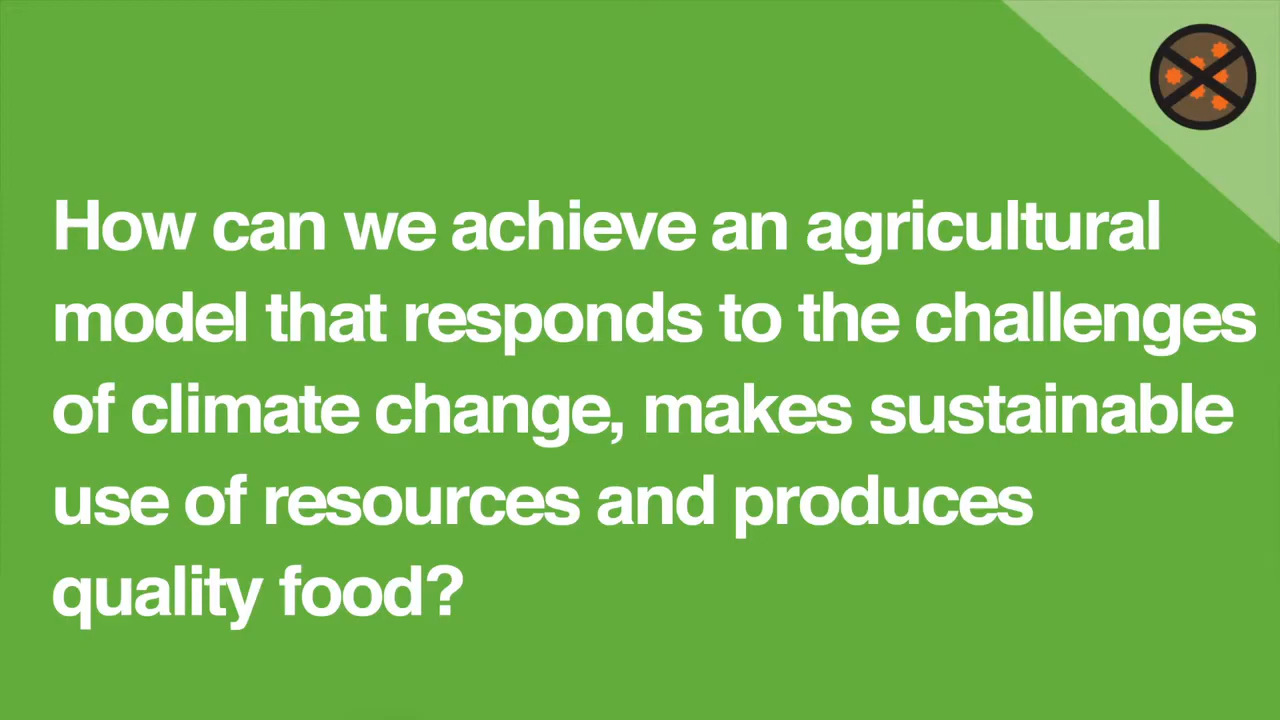 How can we achieve an agricultural
model that responds to the challenges
of climate change, makes sustainable
use of resources and produces
quality food?